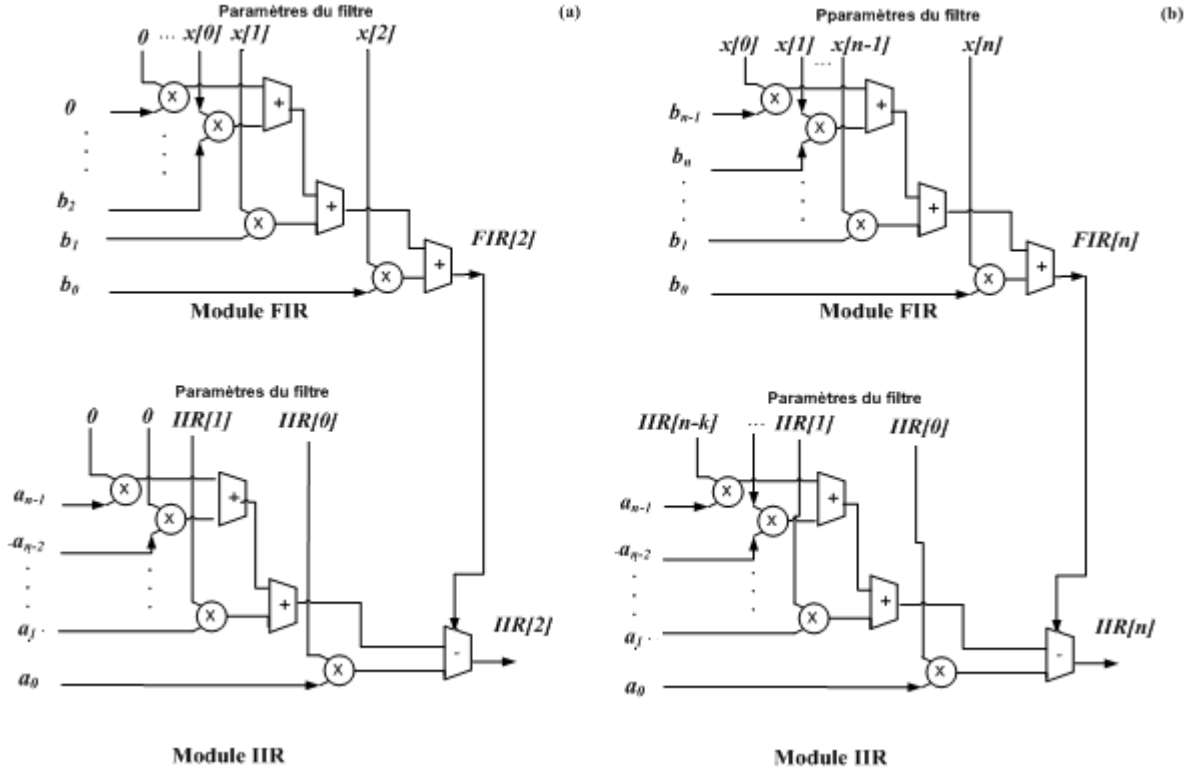 Paramètres du filtre
(a)
0 ... x[0] x[1] x[2]
0
b2
b1
b0
x
x
x
x
+
+
+
FIR[2]
Module FIR
Paramètres du filtre
0 0 IIR[1] IIR[0]
an-1
-an-2
aj
a0
x
x
x
x
+
+
-
IIR[2]
Module IIR
Pparamètres du filtre
(b)
x[0] x[1] ... x[n-1] x[n]
bn-1
bn
b1
b0
x
x
x
x
+
+
+
FIR[n]
Module FIR
Paramètres du filtre
IIR[n-k] ... IIR[1] IIR[0]
an-1
-an-2
aj
a0
x
x
x
x
+
+
-
IIR[n]
Module IIR